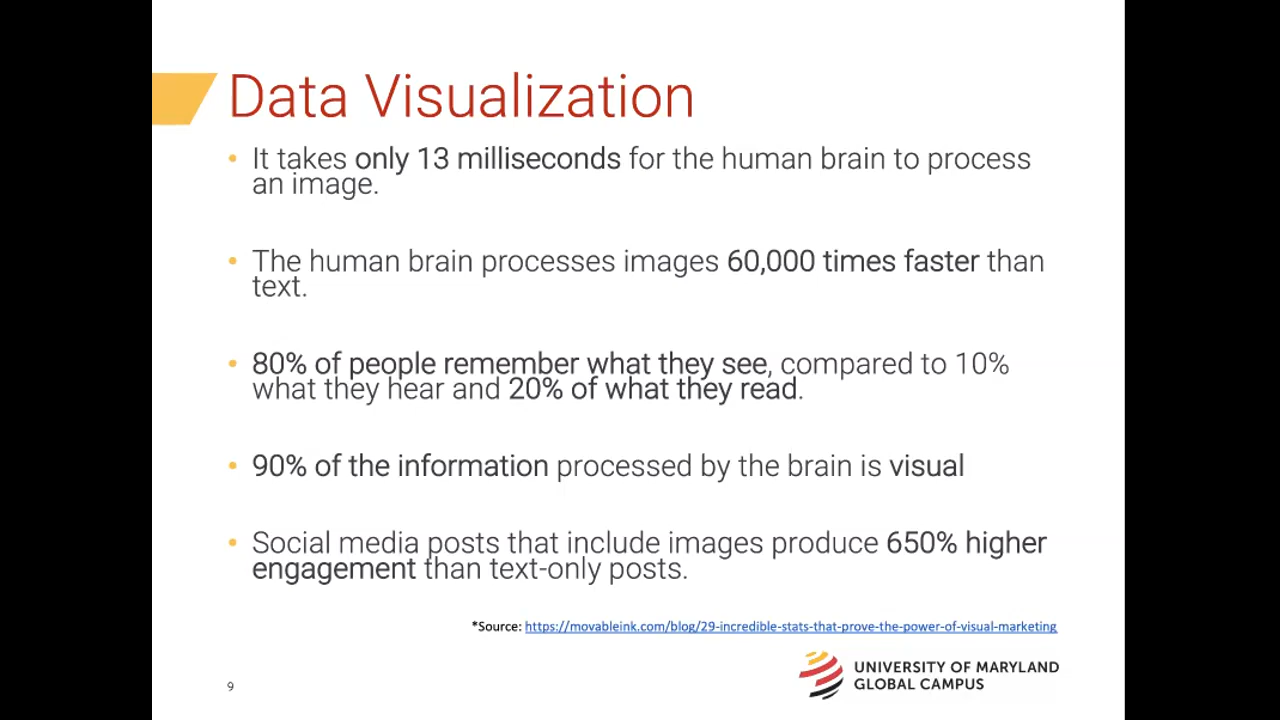 Data Visualization
• It takes only 13 milliseconds for the human brain to process
an image.
• The human brain processes images 60,000 times faster than
text.
• 80% of people remember what they see, compared to 10%
what they hear and 20% of what they read.
• 90% of the information processed by the brain is visual
• Social media posts that include images produce 650% higher
engagement than text-only posts.
*Source: https://movableink.com/blog/29-incredible-stats-that-prove-the-power-of-visual-marketing
9
UNIVERSITY OF MARYLAND
GLOBAL CAMPUS